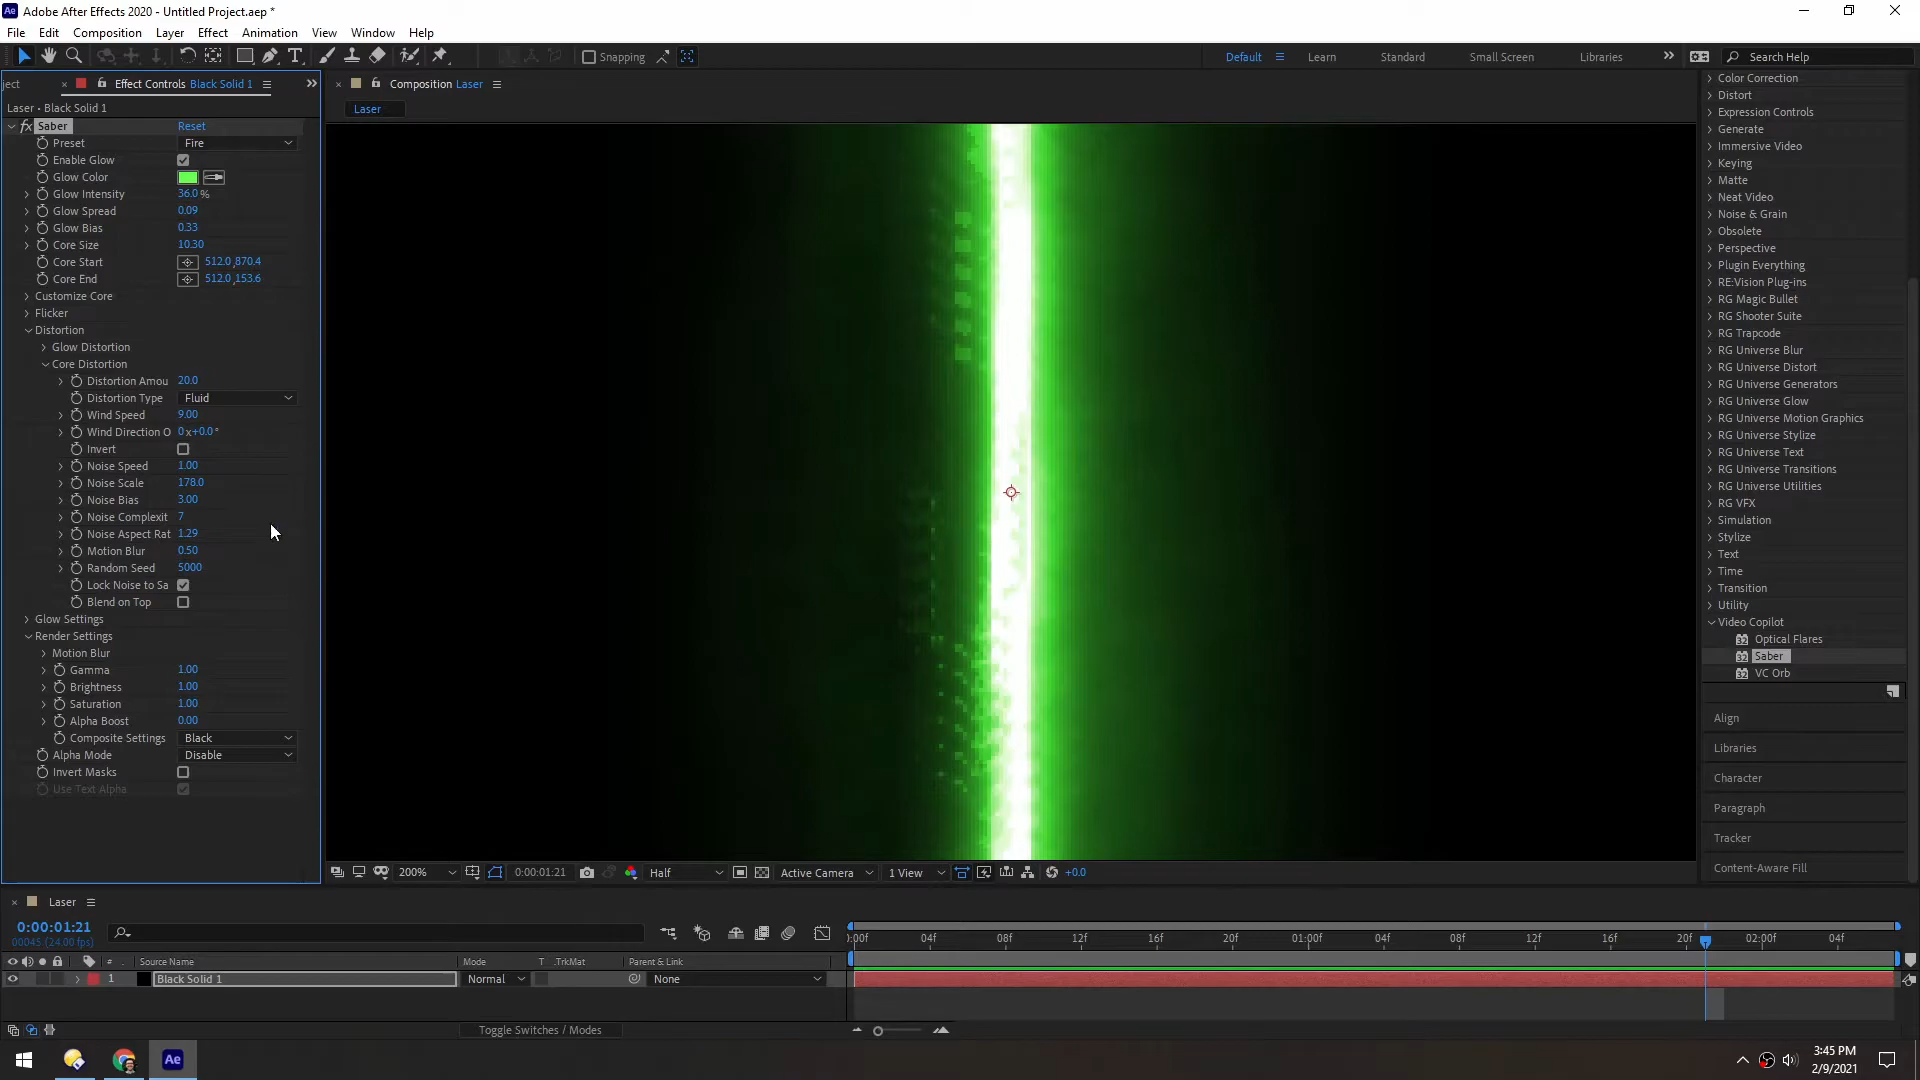 Adobe After Effects 2020 - Untitled Project.aep *
File Edit Composition Layer Effect Animation View Window Help
Snapping
Default Learn Standard Small Screen Libraries Search Help
ject Effect Controls Black Solid 1
Composition Laser
Laser • Black Solid 1
Laser
fx Saber Reset
Preset Fire
Enable Glow
Glow Color
Glow Intensity 36.0 %
Glow Spread 0.09
Glow Bias 0.33
Core Size 10.30
Core Start 512.0 ,870.4
Core End 512.0 ,153.6
Customize Core
Flicker
Distortion
Glow Distortion
Core Distortion
Distortion Amou 20.0
Distortion Type Fluid
Wind Speed 9.00
Wind Direction O 0 x+0.0 °
Invert
Noise Speed 1.00
Noise Scale 178.0
Noise Bias 3.00
Noise Complexit 7
Noise Aspect Rat 1.29
Motion Blur 0.50
Random Seed 5000
Lock Noise to Sa
Blend on Top
Glow Settings
Render Settings
Motion Blur
Gamma 1.00
Brightness 1.00
Saturation 1.00
Alpha Boost 0.00
Composite Settings Black
Alpha Mode Disable
Invert Masks
Use Text Alpha
Color Correction
Distort
Expression Controls
Generate
Immersive Video
Keying
Matte
Neat Video
Noise & Grain
Obsolete
Perspective
Plugin Everything
RE:Vision Plug-ins
RG Magic Bullet
RG Shooter Suite
RG Trapcode
RG Universe Blur
RG Universe Distort
RG Universe Generators
RG Universe Glow
RG Universe Motion Graphics
RG Universe Stylize
RG Universe Text
RG Universe Transitions
RG Universe Utilities
RG VFX
Simulation
Stylize
Text
Time
Transition
Utility
Video Copilot
32 Optical Flares
32 Saber
32 VC Orb
Align
Libraries
Character
Paragraph
Tracker
Content-Aware Fill
200% 0:00:01:21 Half Active Camera 1 View +0.0
Laser
0:00:01:21
00045 (24.00 fps)
:00f 04f 08f 12f 16f 20f 01:00f 04f 08f 12f 16f 20f 02:00f 04f
# Source Name Mode T .TrkMat Parent & Link
1 Black Solid 1 Normal None
Toggle Switches / Modes
Ae
3:45 PM
2/9/2021